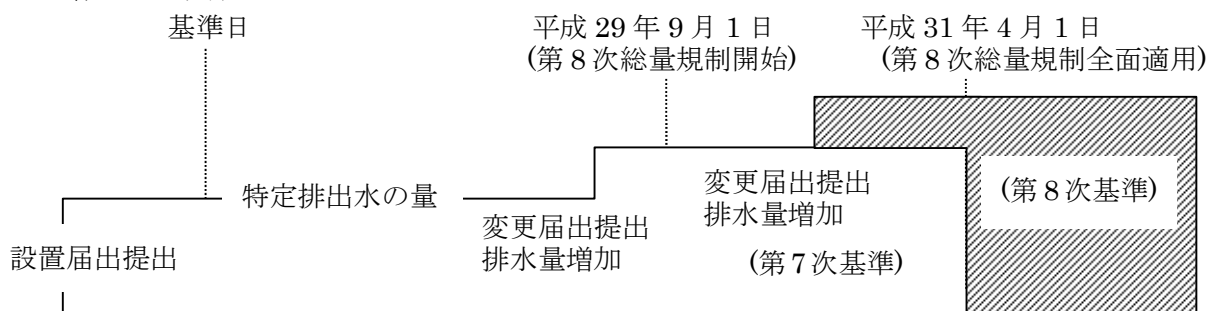 基準日
平成 29 年 9 月 1 日
(第 8 次総量規制開始)
平成 31 年 4 月 1 日
(第 8 次総量規制全面適用)
特定排出水の量
変更届出提出
排水量増加
変更届出提出
排水量増加
(第 8 次基準)
設置届出提出
(第 7 次基準)